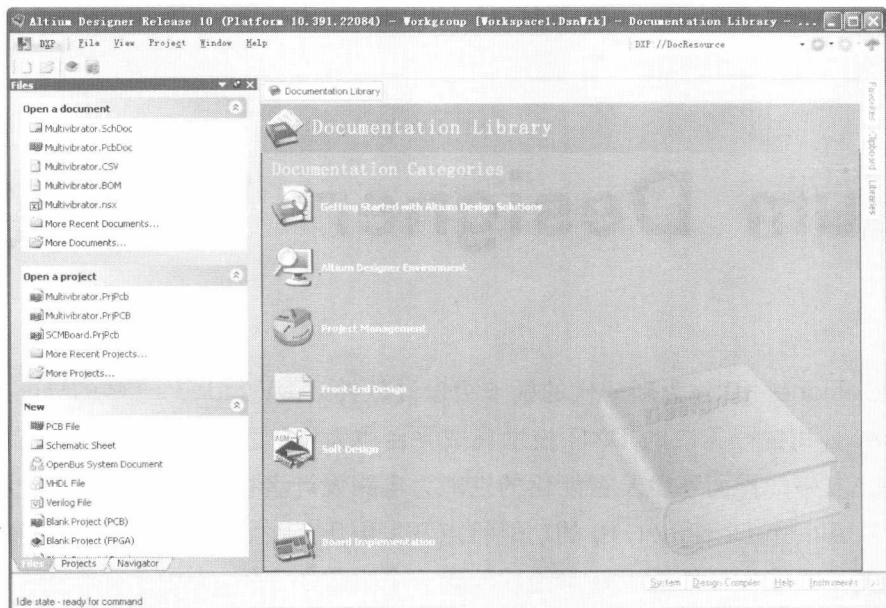 Altium Designer Release 10 (Platform 10.391.22084) - Workgroup [Workspace1.DsnWrk] - Documentation Library - ...
DXP File View Project Window Help
DXP://DocResource
Files
Documentation Library
Favorites
Clipboard
Libraries
Open a document
Multivibrator.SchDoc
Multivibrator.PcbDoc
Multivibrator.CSV
Multivibrator.BOM
Multivibrator.nsx
More Recent Documents...
More Documents...
Open a project
Multivibrator.PrjPcb
Multivibrator.PrjPCB
SCMBoard.PrjPcb
More Recent Projects...
More Projects...
New
PCB File
Schematic Sheet
OpenBus System Document
VHDL File
Verilog File
Blank Project (PCB)
Blank Project (FPGA)
Files Projects Navigator
Documentation Library
Documentation Categories
Getting Started with Altium Design Solutions
Altium Designer Environment
Project Management
Front-End Design
Soft Design
Board Implementation
Designer
System Design Compiler Help Instruments
Idle state - ready for command